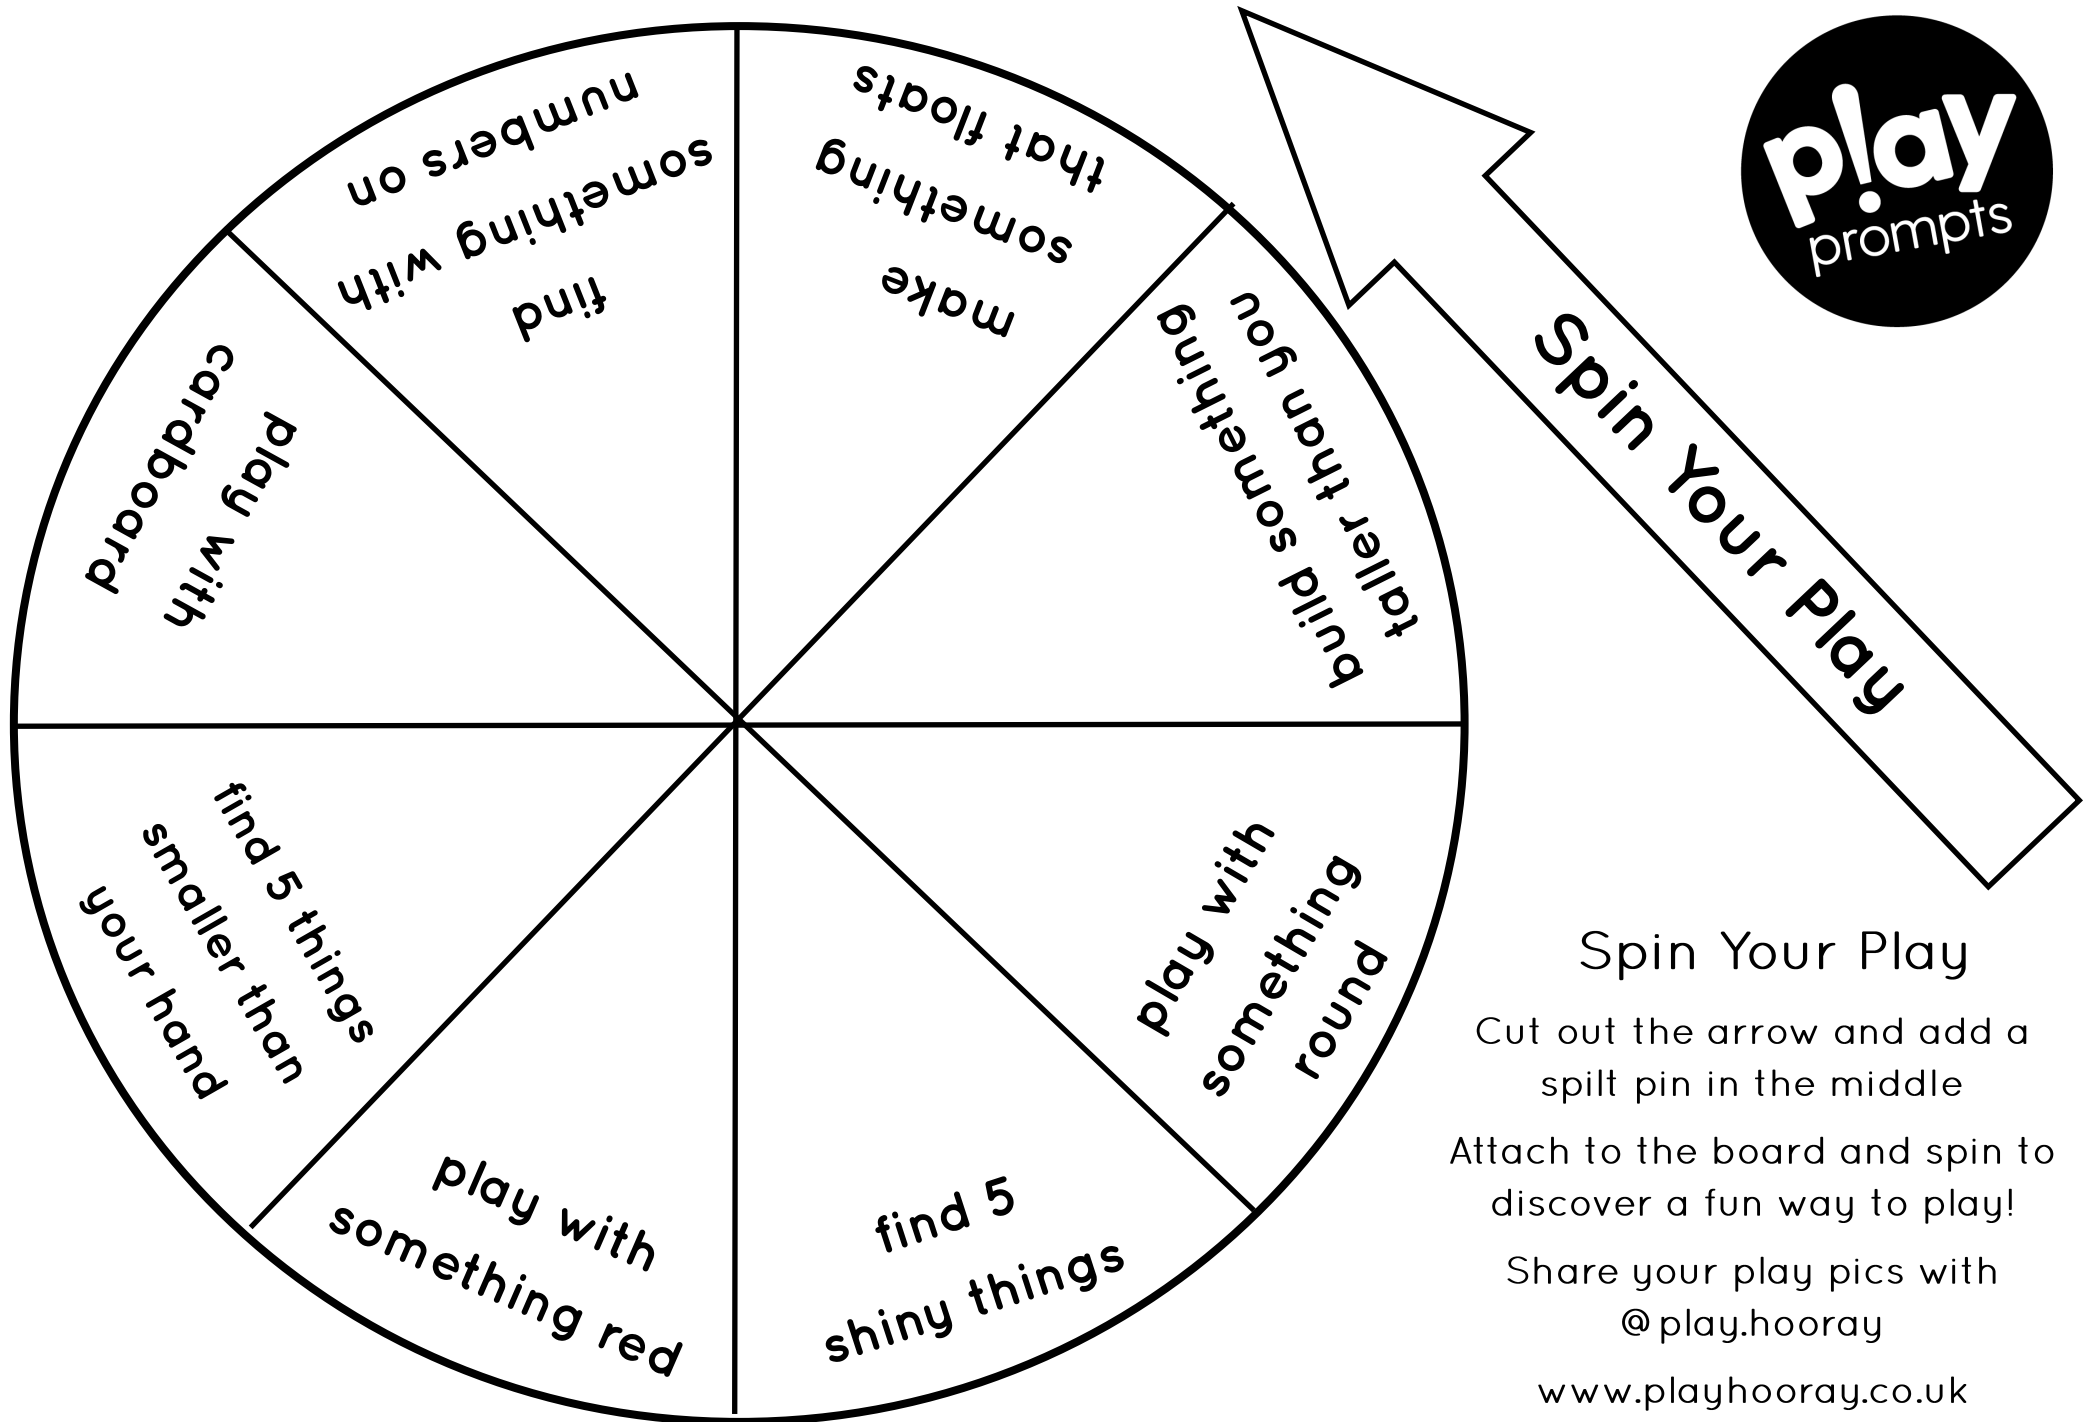 find
something with
numbers on
make
something
that floats
build something
taller than you
play with
something
round
find 5
shiny things
play with
something red
find 5 things
smaller than
your hand
play with
cardboard
Spin Your Play
play
prompts
Spin Your Play
Cut out the arrow and add a
spilt pin in the middle
Attach to the board and spin to
discover a fun way to play!
Share your play pics with
@play.hooray
www.playhooray.co.uk